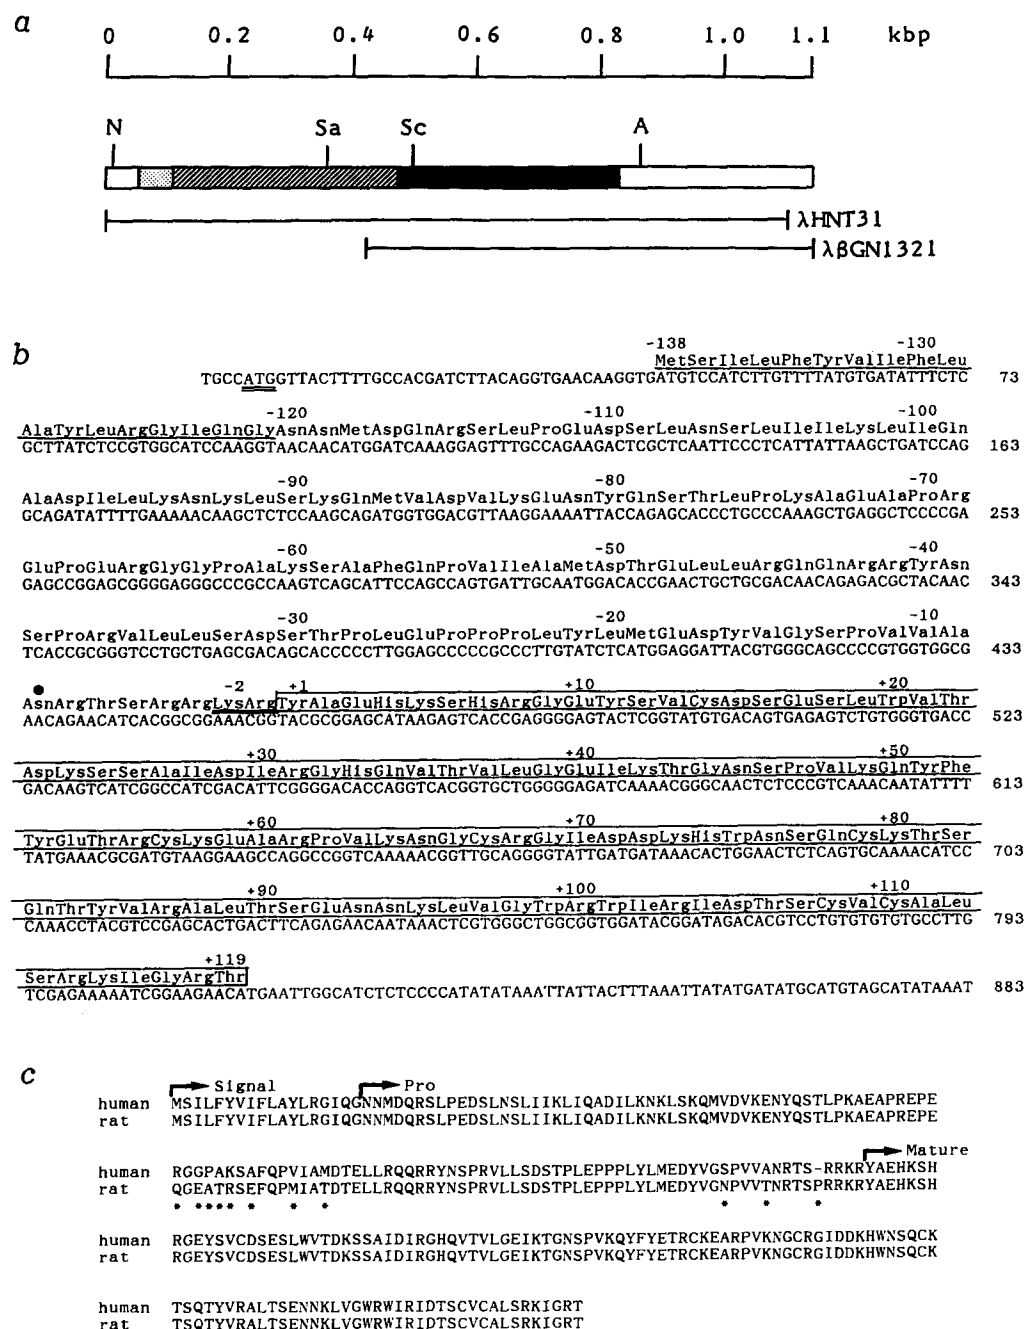 a
0 0.2 0.4 0.6 0.8 1.0 1.1 kbp
N Sa Sc A
λHNT31
λβGN1321
b
-138 -130
MetSerIleLeuPheTyrValIlePheLeu
TGCCATGGTTACTTTTGCCACGATCTTACAGGTGAACAAGGTGATGTCCATCTTGTTTTATGTGATATTTCTC 73
-120 -110 -100
AlaTyrLeuArgGlyIleGlnGlyAsnAsnMetAspGlnArgSerLeuProGluAspSerLeuAsnSerLeuIleIleLysLeuIleGln
GCTTATCTCCGTGGCATCCAAGGTAACAACATGGATCAAAGGAGTTTGCCAGAAGACTCGCTCAATTCCCTCATTATTAAGCTGATCCAG 163
-90 -80 -70
AlaAspIleLeuLysAsnLysLeuSerLysGlnMetValAspValLysGluAsnTyrGlnSerThrLeuProLysAlaGluAlaProArg
GCAGATATTTTGAAAAACAAGCTCTCCAAGCAGATGGTGGACGTTAAGGAAAATTACCAGAGCACCCTGCCCAAAGCTGAGGCTCCCCGA 253
-60 -50 -40
GluProGluArgGlyGlyProAlaLysSerAlaPheGlnProValIleAlaMetAspThrGluLeuLeuArgGlnGlnArgArgTyrAsn
GAGCCGGAGCGGGGAGGGCCCGCCAAGTCAGCATTCCAGCCAGTGATTGCAATGGACACCGAACTGCTGCGACAACAGAGACGCTACAAC 343
-30 -20 -10
SerProArgValLeuLeuSerAspSerThrProLeuGluProProProLeuTyrLeuMetGluAspTyrValGlySerProValValAla
TCACCGCGGGTCCTGCTGAGCGACAGCACCCCCTTGGAGCCCCCGCCCTTGTATCTCATGGAGGATTACGTGGGCAGCCCCGTGGTGGCG 433
-2 +1 +10 +20
AsnArgThrSerArgArgLysArgTyrAlaGluHisLysSerHisArgGlyGluTyrSerValCysAspSerGluSerLeuTrpValThr
AACAGAACATCACGGCGGAAACGGTACGCGGAGCATAAGAGTCACCGAGGGGAGTACTCGGTATGTGACAGTGAGAGTCTGTGGGTGACC 523
+30 +40 +50
AspLysSerSerAlaIleAspIleArgGlyHisGlnValThrValLeuGlyGluIleLysThrGlyAsnSerProValLysGlnTyrPhe
GACAAGTCATCGGCCATCGACATTCGGGGACACCAGGTCACGGTGCTGGGGGAGATCAAAACGGGCAACTCTCCCGTCAAACAATATTTT 613
+60 +70 +80
TyrGluThrArgCysLysGluAlaArgProValLysAsnGlyCysArgGlyIleAspAspLysHisTrpAsnSerGlnCysLysThrSer
TATGAAACGCGATGTAAGGAAGCCAGGCCGGTCAAAAACGGTTGCAGGGGTATTGATGATAAACACTGGAACTCTCAGTGCAAAACATCC 703
+90 +100 +110
GlnThrTyrValArgAlaLeuThrSerGluAsnAsnLysLeuValGlyTrpArgTrpIleArgIleAspThrSerCysValCysAlaLeu
CAAACCTACGTCCGAGCACTGACTTCAGAGAACAATAAACTCGTGGGCTGGCGGTGGATACGGATAGACACGTCCTGTGTGTGTGCCTTG 793
+119
SerArgLysIleGlyArgThr
TCGAGAAAAATCGGAAGAACATGAATTGGCATCTCTCCCCATATATAAATTATTACTTTAAATTATATGATATGCATGTAGCATATAAAT 883
c
Signal Pro
human MSILFYVIFLAYLRGIQGNNMDQRSLPEDSLNSLIIKLIQADILKNKLSKQMVDVKENYQSTLPKAEAPREPE
rat MSILFYVIFLAYLRGIQGNNMDQRSLPEDSLNSLIIKLIQADILKNKLSKQMVDVKENYQSTLPKAEAPREPE
Mature
human RGGPAKSAFQPVIAMDTELLRQQRRYNSPRVLLSDSTPLEPPPLYLMEDYVGSPVVANRTS-RRKRYAEHKSH
rat QGEATRSEFQPMIATDTELLRQQRRYNSPRVLLSDSTPLEPPPLYLMEDYVGNPVVTNRTSPRRKRYAEHKSH
* **** * * * * * *
human RGEYSVCDSESLWVTDKSSAIDIRGHQVTVLGEIKTGNSPVKQYFYETRCKEARPVKNGCRGIDDKHWNSQCK
rat RGEYSVCDSESLWVTDKSSAIDIRGHQVTVLGEIKTGNSPVKQYFYETRCKEARPVKNGCRGIDDKHWNSQCK
human TSQTYVRALTSENNKLVGWRWIRIDTSCVCALSRKIGRT
rat TSQTYVRALTSENNKLVGWRWIRIDTSCVCALSRKIGRT